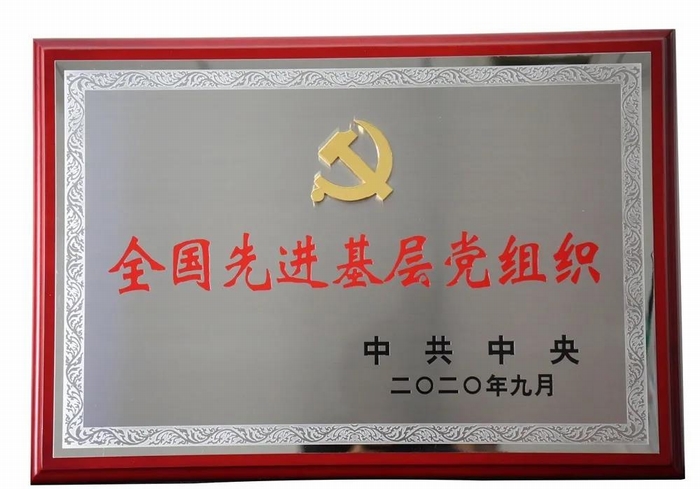 全国先进基层党组织
中共中央
二〇二〇年九月